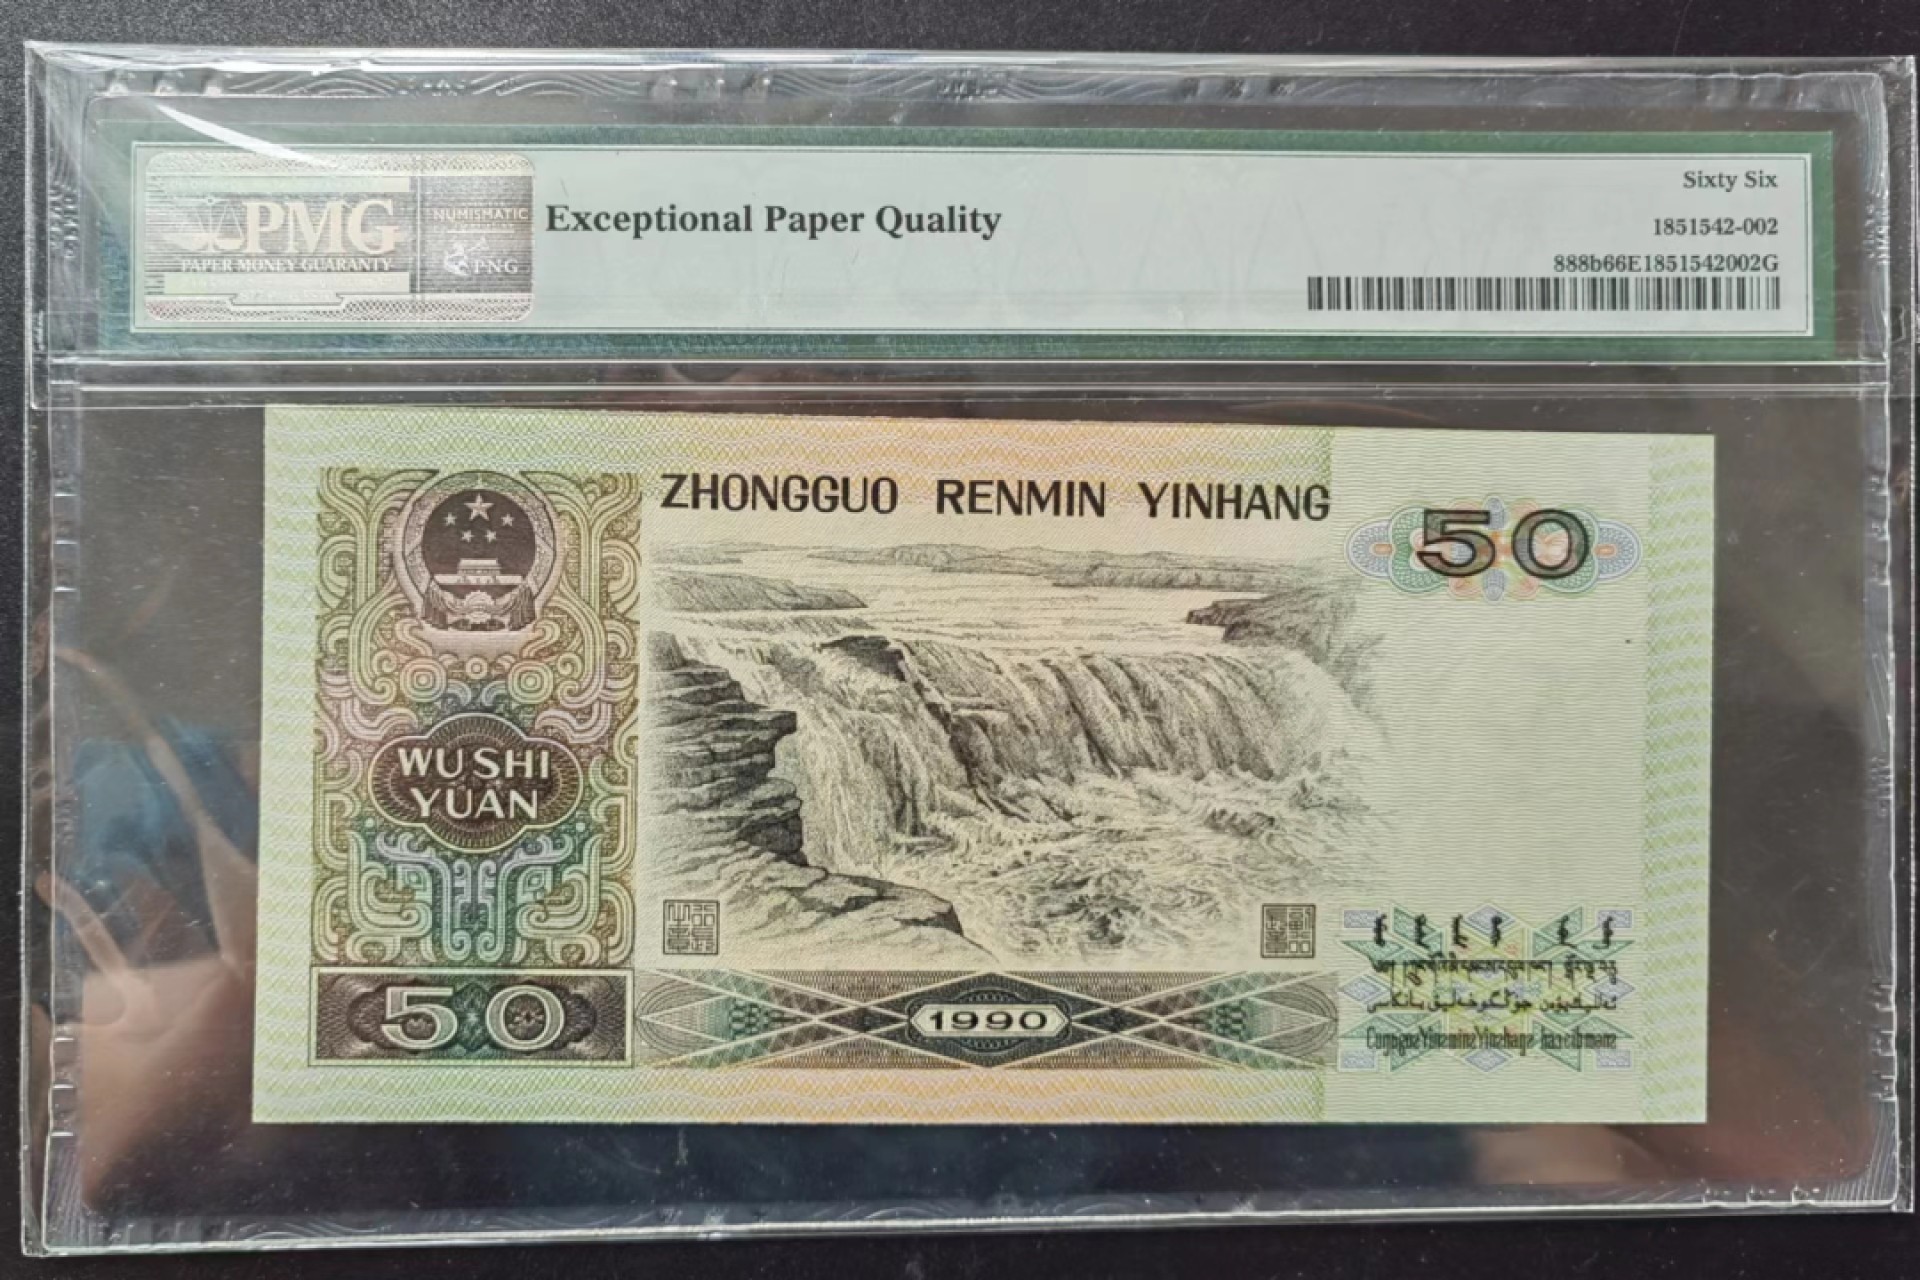 PMG
PAPER MONEY GUARANTY
NUMISMATIC
PNG
Exceptional Paper Quality
Sixty Six
1851542-002
888b66E1851542002G
ZHONGGUO RENMIN YINHANG
50
WU SHI
YUAN
50
1990